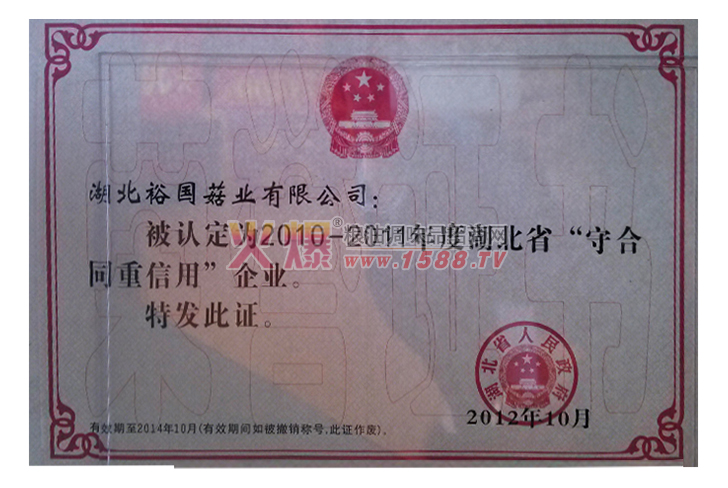 湖北裕国菇业有限公司:
被认定为2010-2011年度湖北省“守合
同重信用”企业。
特发此证。
火爆®
www.1588.TV
湖北省人民政府
2012年10月
有效期至2014年10月(有效期间如被撤销称号,此证作废)。